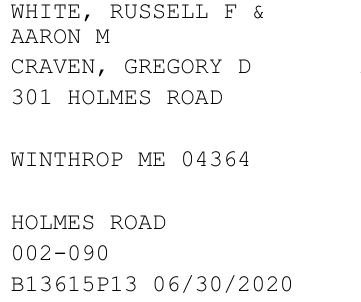 WHITE, RUSSELL F &
AARON M
CRAVEN, GREGORY D
301 HOLMES ROAD
WINTHROP ME 04364
HOLMES ROAD
002-090
B13615P13 06/30/2020